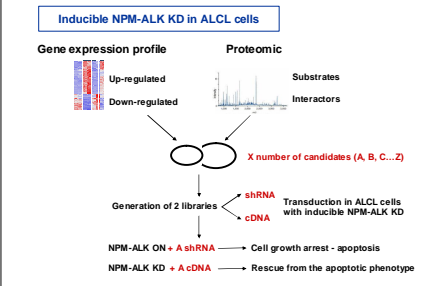 Inducible NPM-ALK KD in ALCL cells
Gene expression profile
Proteomic
Up-regulated
Down-regulated
Substrates
Interactors
X number of candidates (A, B, C…Z)
Generation of 2 libraries
shRNA
cDNA
Transduction in ALCL cells
with inducible NPM-ALK KD
NPM-ALK ON + A shRNA
Cell growth arrest - apoptosis
NPM-ALK KD + A cDNA
Rescue from the apoptotic phenotype